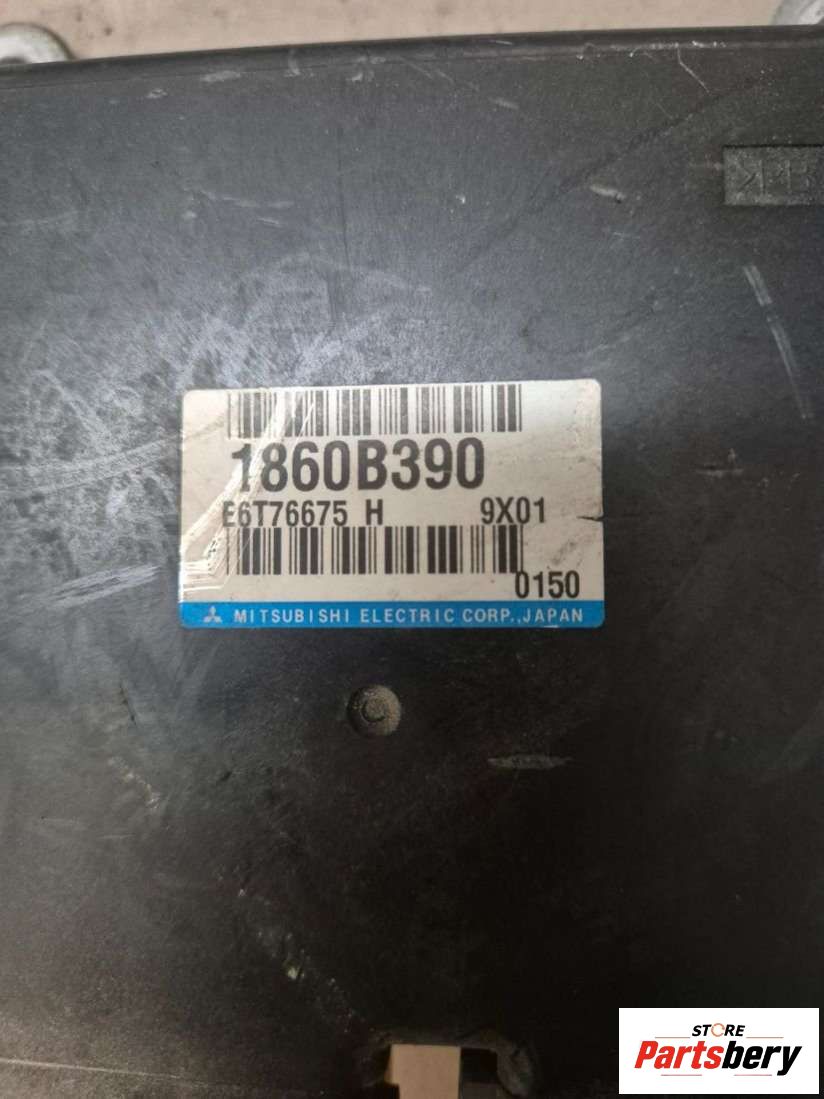 1860B390
E6T76675 H 9X01
0150
MITSUBISHI ELECTRIC CORP.,JAPAN
STORE
Partsbery